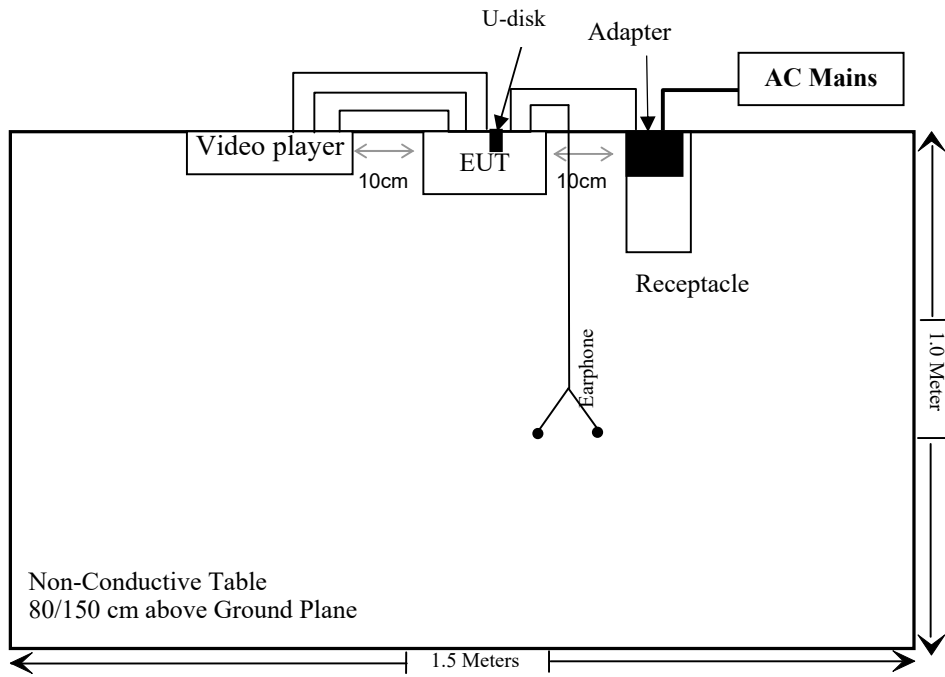 U-disk
Adapter
AC Mains
Video player
EUT
10cm
10cm
Receptacle
Earphone
1.0 Meter
Non-Conductive Table
80/150 cm above Ground Plane
1.5 Meters